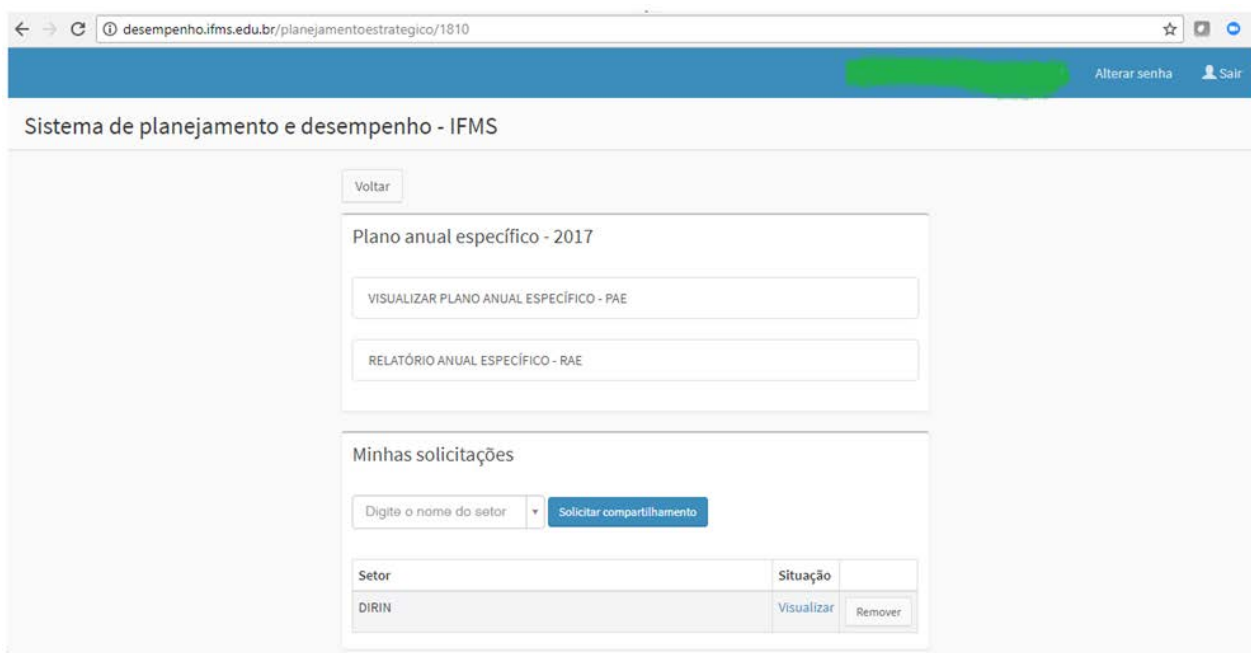 desempenho.ifms.edu.br/planejamentoestrategico/1810
Alterar senha Sair
Sistema de planejamento e desempenho - IFMS
Voltar
Plano anual específico - 2017
VISUALIZAR PLANO ANUAL ESPECÍFICO - PAE
RELATÓRIO ANUAL ESPECÍFICO - RAE
Minhas solicitações
Digite o nome do setor Solicitar compartilhamento
Setor Situação
DIRIN Visualizar Remover